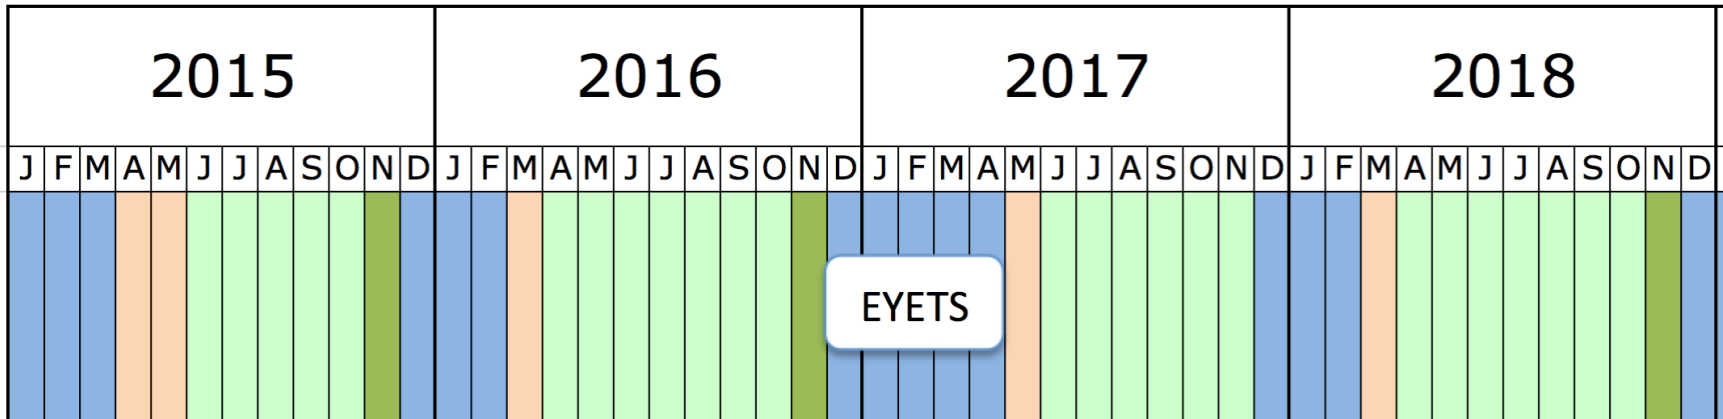 2015 2016 2017 2018
J F M A M J J A S O N D J F M A M J J A S O N D J F M A M J J A S O N D J F M A M J J A S O N D
EYETS